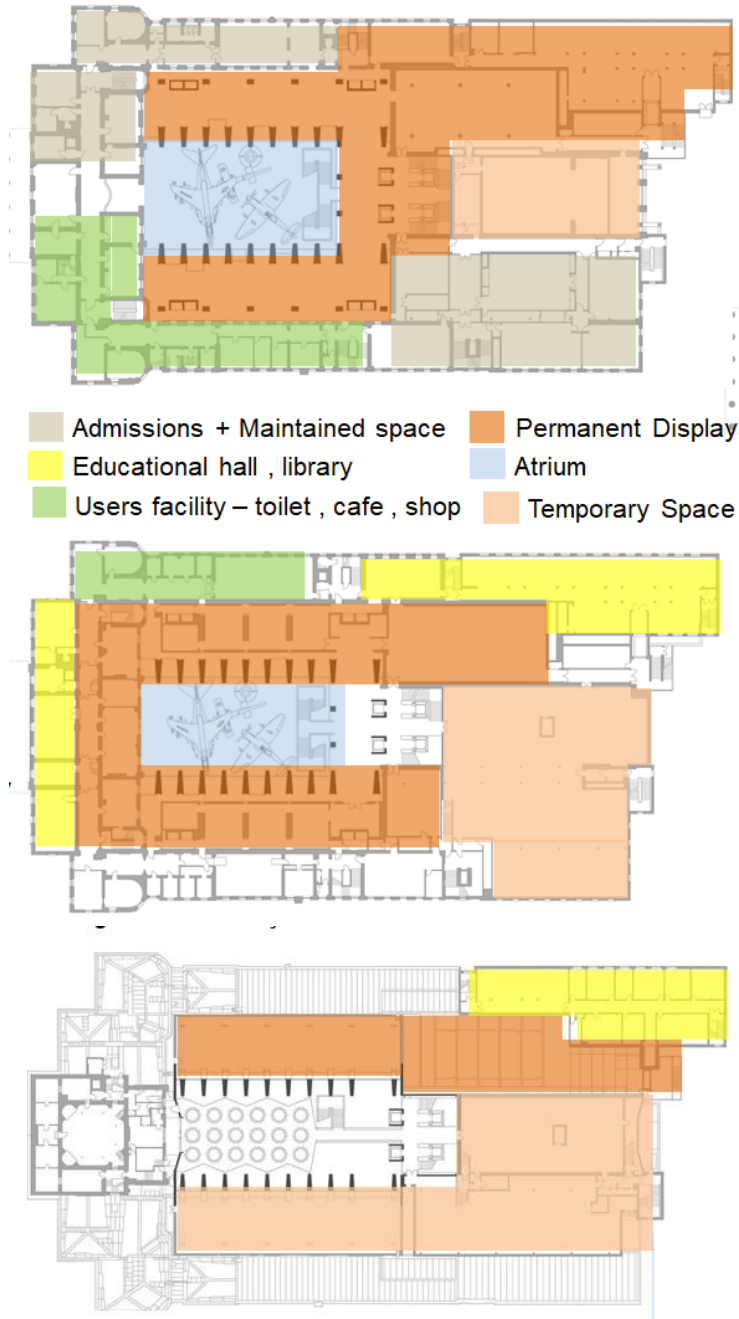 Admissions + Maintained space
Permanent Display
Educational hall , library
Atrium
Users facility – toilet , cafe , shop
Temporary Space